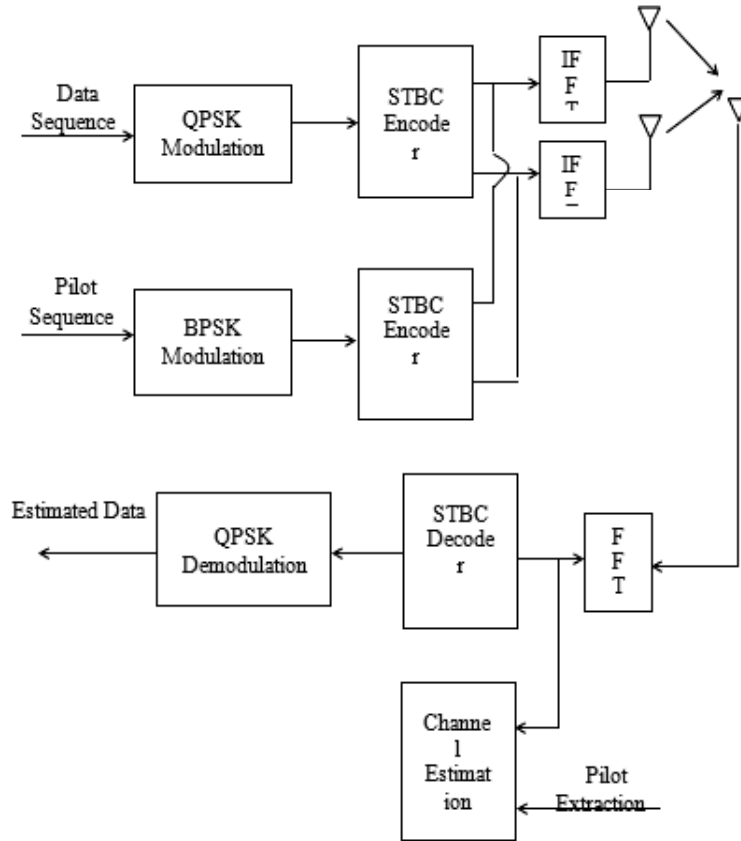 Data
Sequence
QPSK
Modulation
STBC
Encode
r
IF
F
T
IF
F
Pilot
Sequence
BPSK
Modulation
STBC
Encode
r
Estimated Data
QPSK
Demodulation
STBC
Decode
r
F
F
T
Channe
l
Estimat
ion
Pilot
Extraction